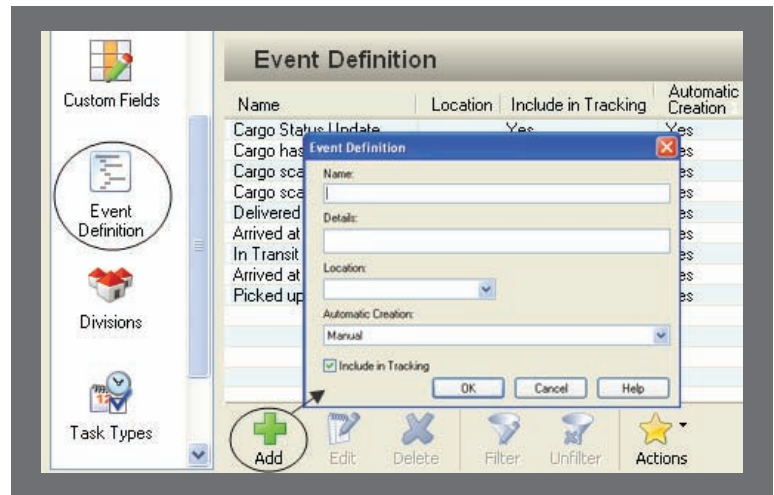 Custom Fields
Event
Definition
Divisions
Task Types
Event Definition
Name Location Include in Tracking Automatic
Creation
Cargo Status Update Yes Yes
Cargo has
Cargo sca
Cargo sca
Delivered
Arrived at
In Transit
Arrived at
Picked up
Event Definition
Name:
Details:
Location:
Automatic Creation:
Manual
Include in Tracking
OK Cancel Help
Add Edit Delete Filter Unfilter Actions